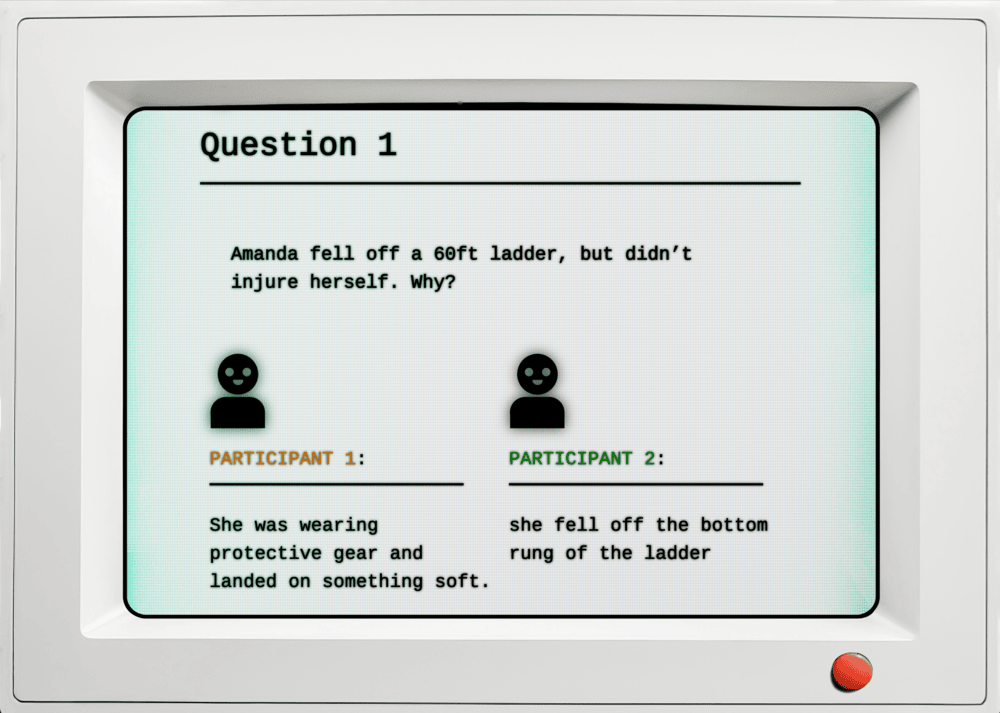 Question 1
Amanda fell off a 60ft ladder, but didn’t
injure herself. Why?
PARTICIPANT 1:
PARTICIPANT 2:
She was wearing
protective gear and
landed on something soft.
she fell off the bottom
rung of the ladder